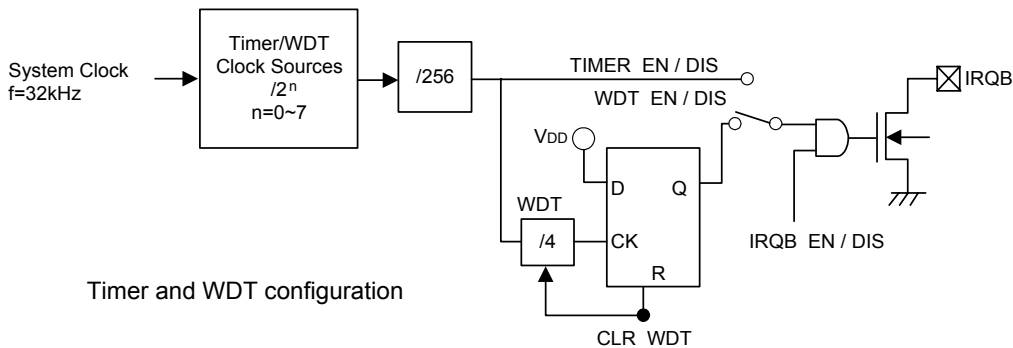 System Clock
f=32kHz
Timer/WDT
Clock Sources
/2ⁿ
n=0~7
/256
TIMER EN / DIS
WDT EN / DIS
IRQB
VDD
D
Q
WDT
/4
CK
R
IRQB EN / DIS
CLR WDT
Timer and WDT configuration